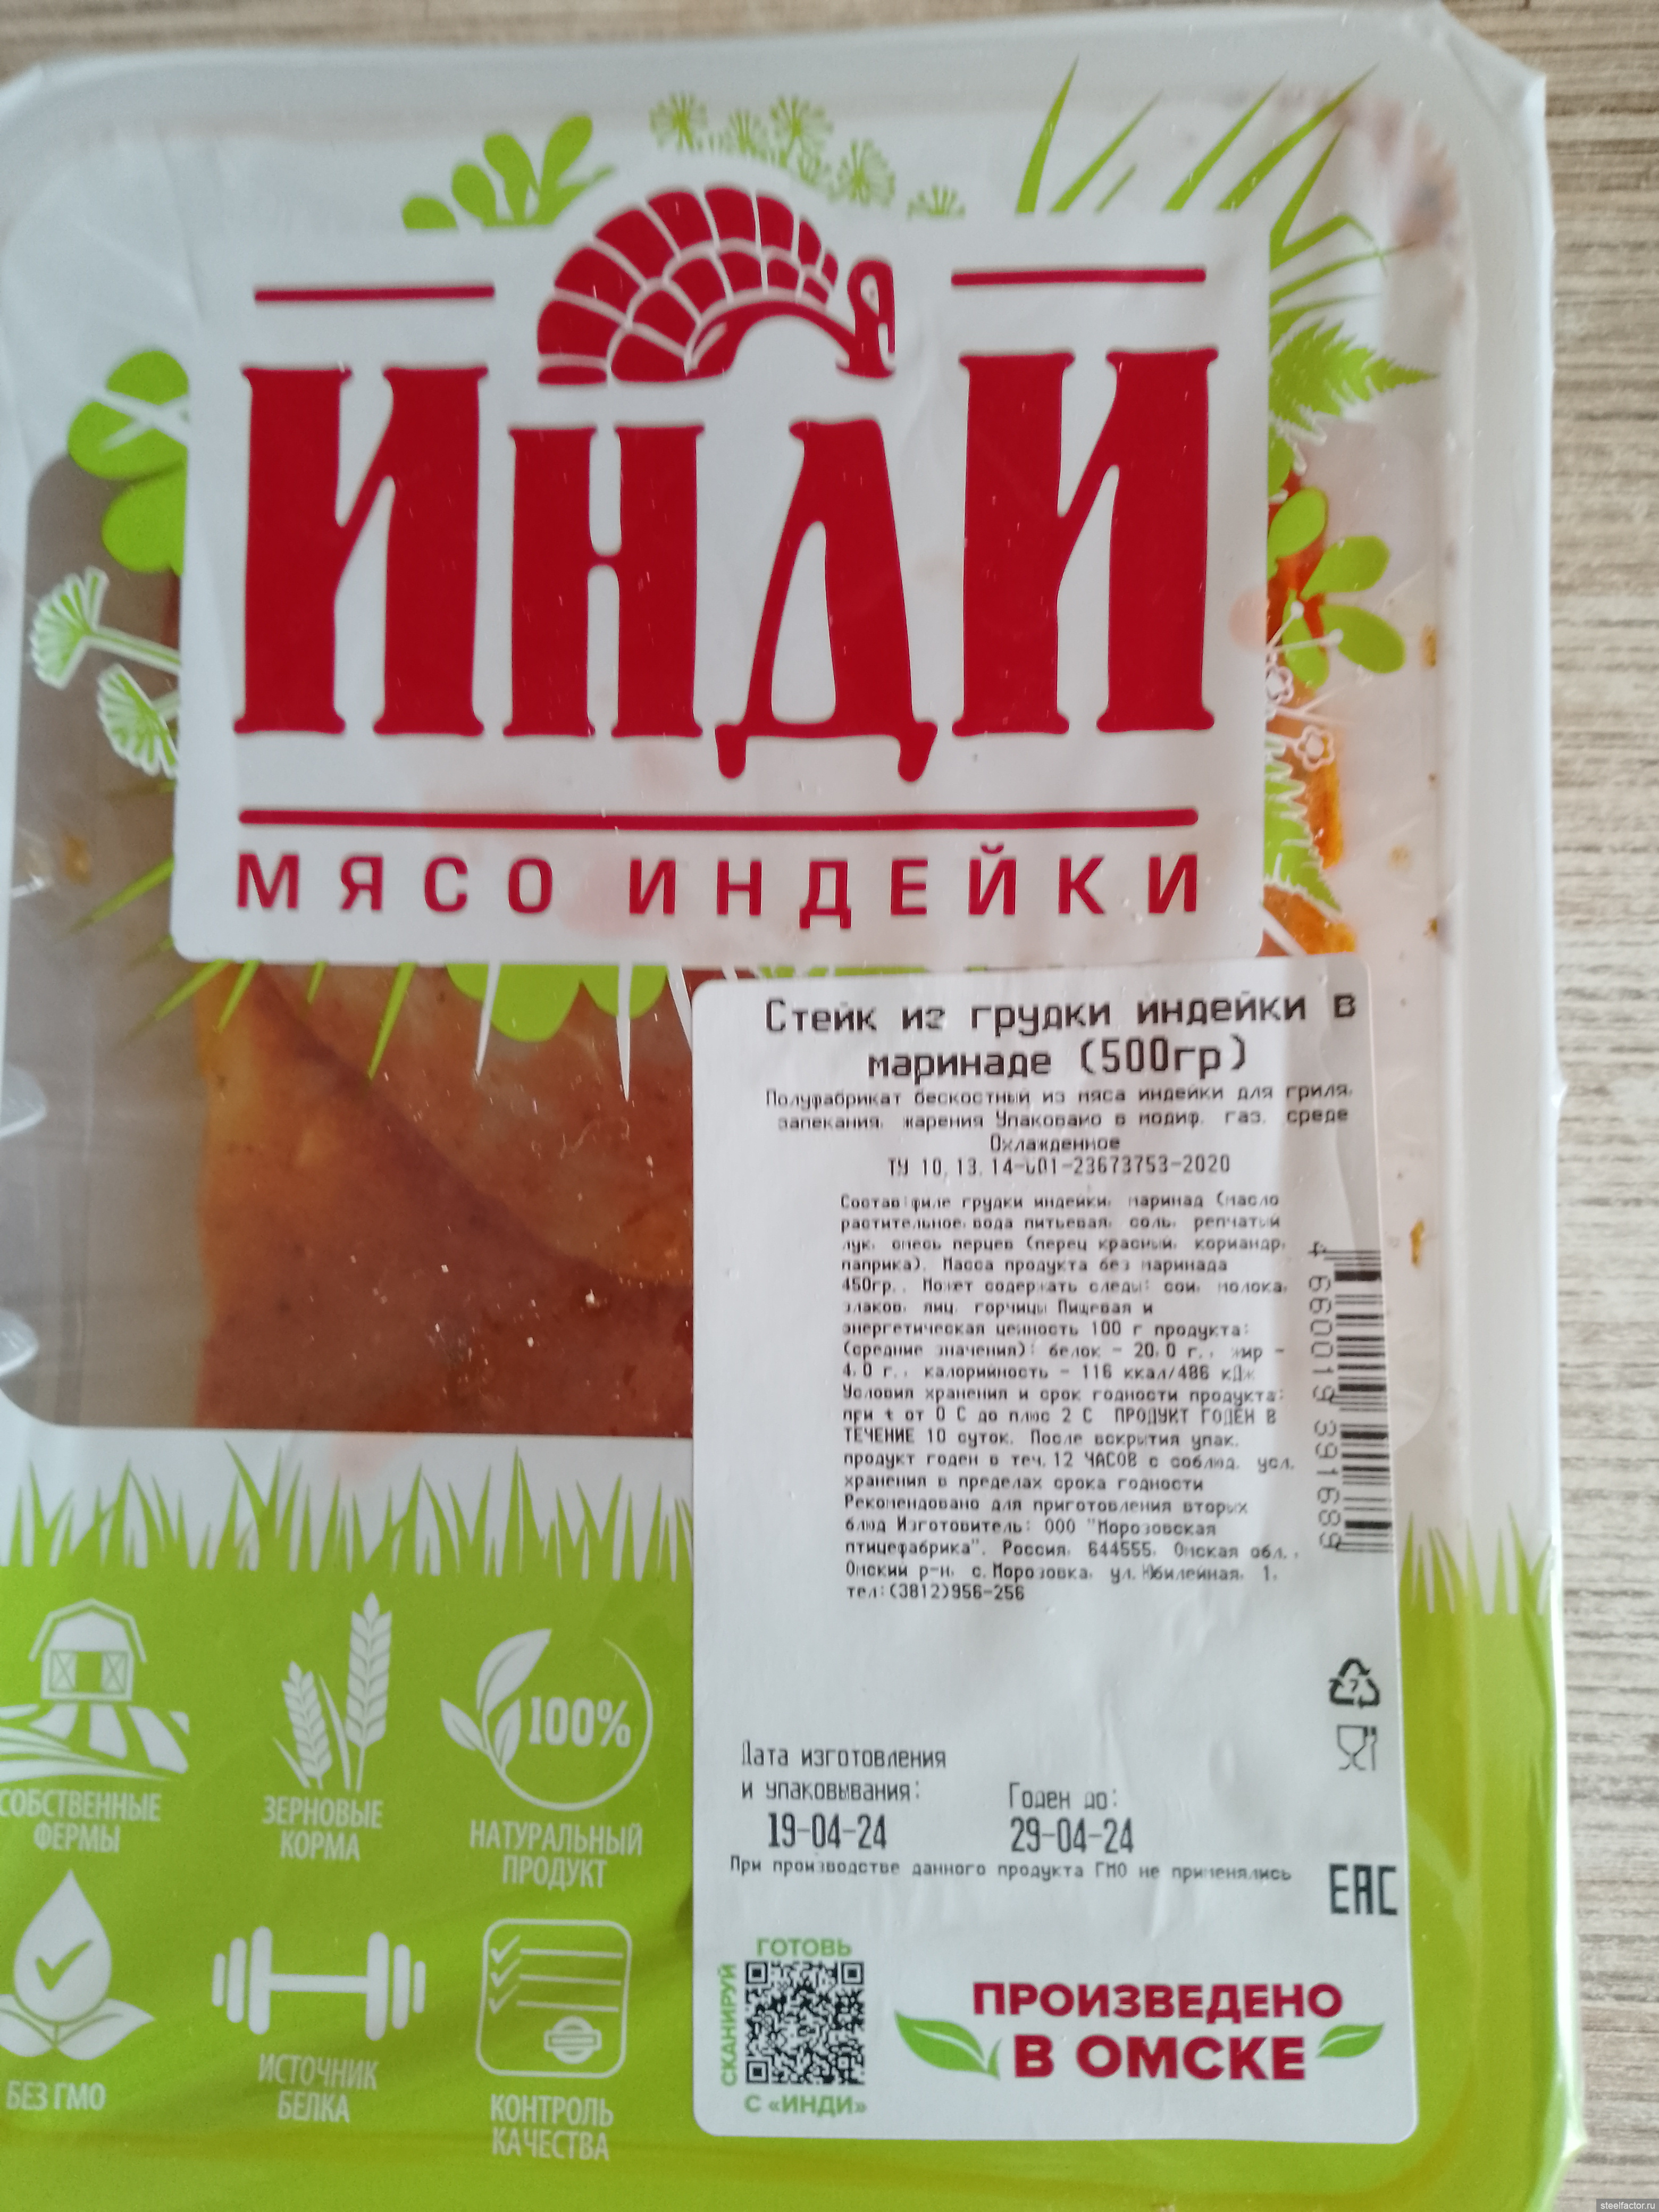 ИНДИ
МЯСО ИНДЕЙКИ
Стейк из грудки индейки в
маринаде (500гр)
Полуфабрикат бескостный из мяса индейки для гриля,
запекания, жарения Упаковано в модиф. газ. среде
Охлажденное
ТУ 10.13.14-001-23673753-2020
Состав:филе грудки индейки, маринад (масло
растительное, вода питьевая, соль, репчатый
лук, смесь перцев (перец красный, кориандр,
паприка). Масса продукта без маринада
450гр.. Может содержать следы: сои, молока,
злаков, яиц, горчицы Пищевая и
энергетическая ценность 100 г продукта:
(средние значения): белок - 20,0 г., жир -
4,0 г., калорийность - 116 ккал/486 кДж
Условия хранения и срок годности продукта:
при t от 0 С до плюс 2 С ПРОДУКТ ГОДЕН В
ТЕЧЕНИЕ 10 суток. После вскрытия упак.
продукт годен в теч. 12 ЧАСОВ с соблюд. усл.
хранения в пределах срока годности
Рекомендовано для приготовления вторых
блюд Изготовитель: ООО "Морозовская
птицефабрика". Россия, 644555, Омская обл.,
Омский р-н, с.Морозовка, ул.Юбилейная, 1,
тел:(3812)956-256
4 660019 391689
7
Дата изготовления
и упаковывания:
19-04-24
Годен до:
29-04-24
При производстве данного продукта ГМО не применялись
EAC
ГОТОВЬ
СКАНИРУЙ
С «ИНДИ»
ПРОИЗВЕДЕНО
В ОМСКЕ
СОБСТВЕННЫЕ
ФЕРМЫ
ЗЕРНОВЫЕ
КОРМА
100%
НАТУРАЛЬНЫЙ
ПРОДУКТ
БЕЗ ГМО
ИСТОЧНИК
БЕЛКА
КОНТРОЛЬ
КАЧЕСТВА
steelfactor.ru